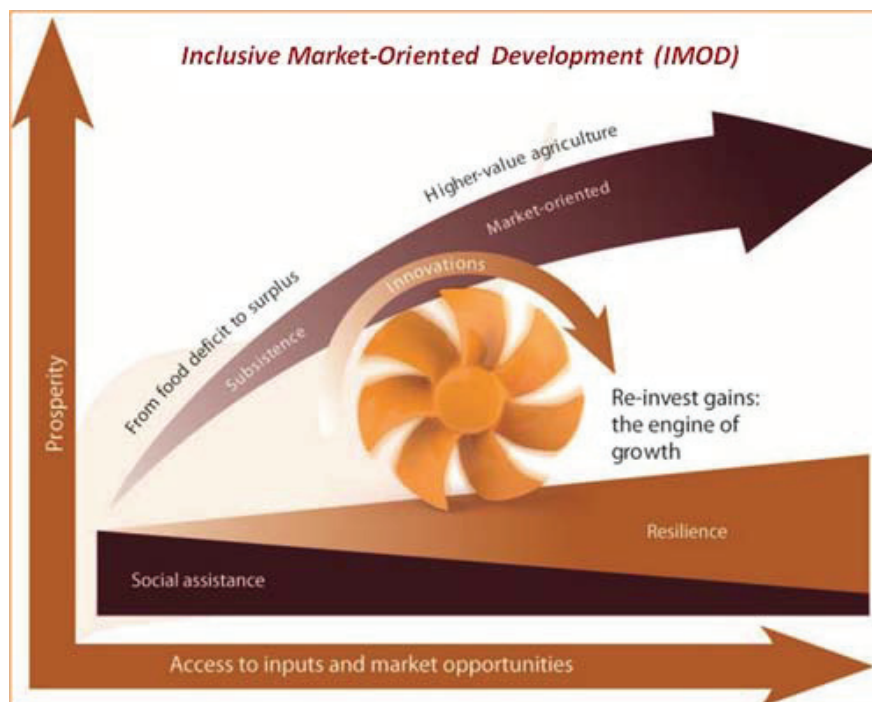 Inclusive Market-Oriented Development (IMOD)
Higher-value agriculture
Market-oriented
Innovations
From food deficit to surplus
Subsistence
Prosperity
Re-invest gains:
the engine of
growth
Resilience
Social assistance
Access to inputs and market opportunities